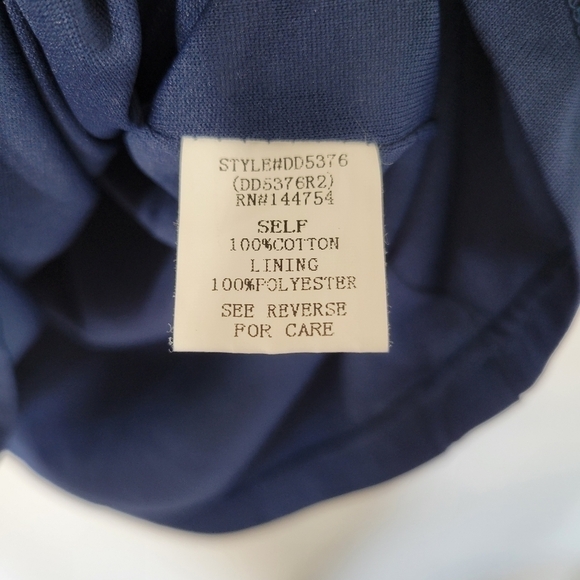 STYLE#DD5376
(DD5376R2)
RN#144754
SELF
100%COTTON
LINING
100%POLYESTER
SEE REVERSE
FOR CARE